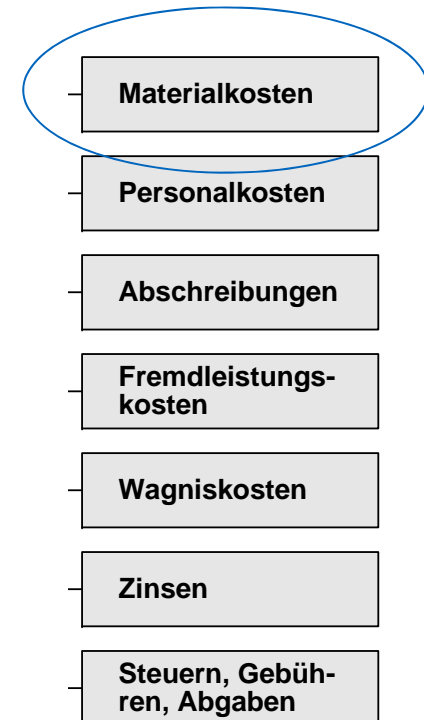 Materialkosten
Personalkosten
Abschreibungen
Fremdleistungs-
kosten
Wagniskosten
Zinsen
Steuern, Gebüh-
ren, Abgaben